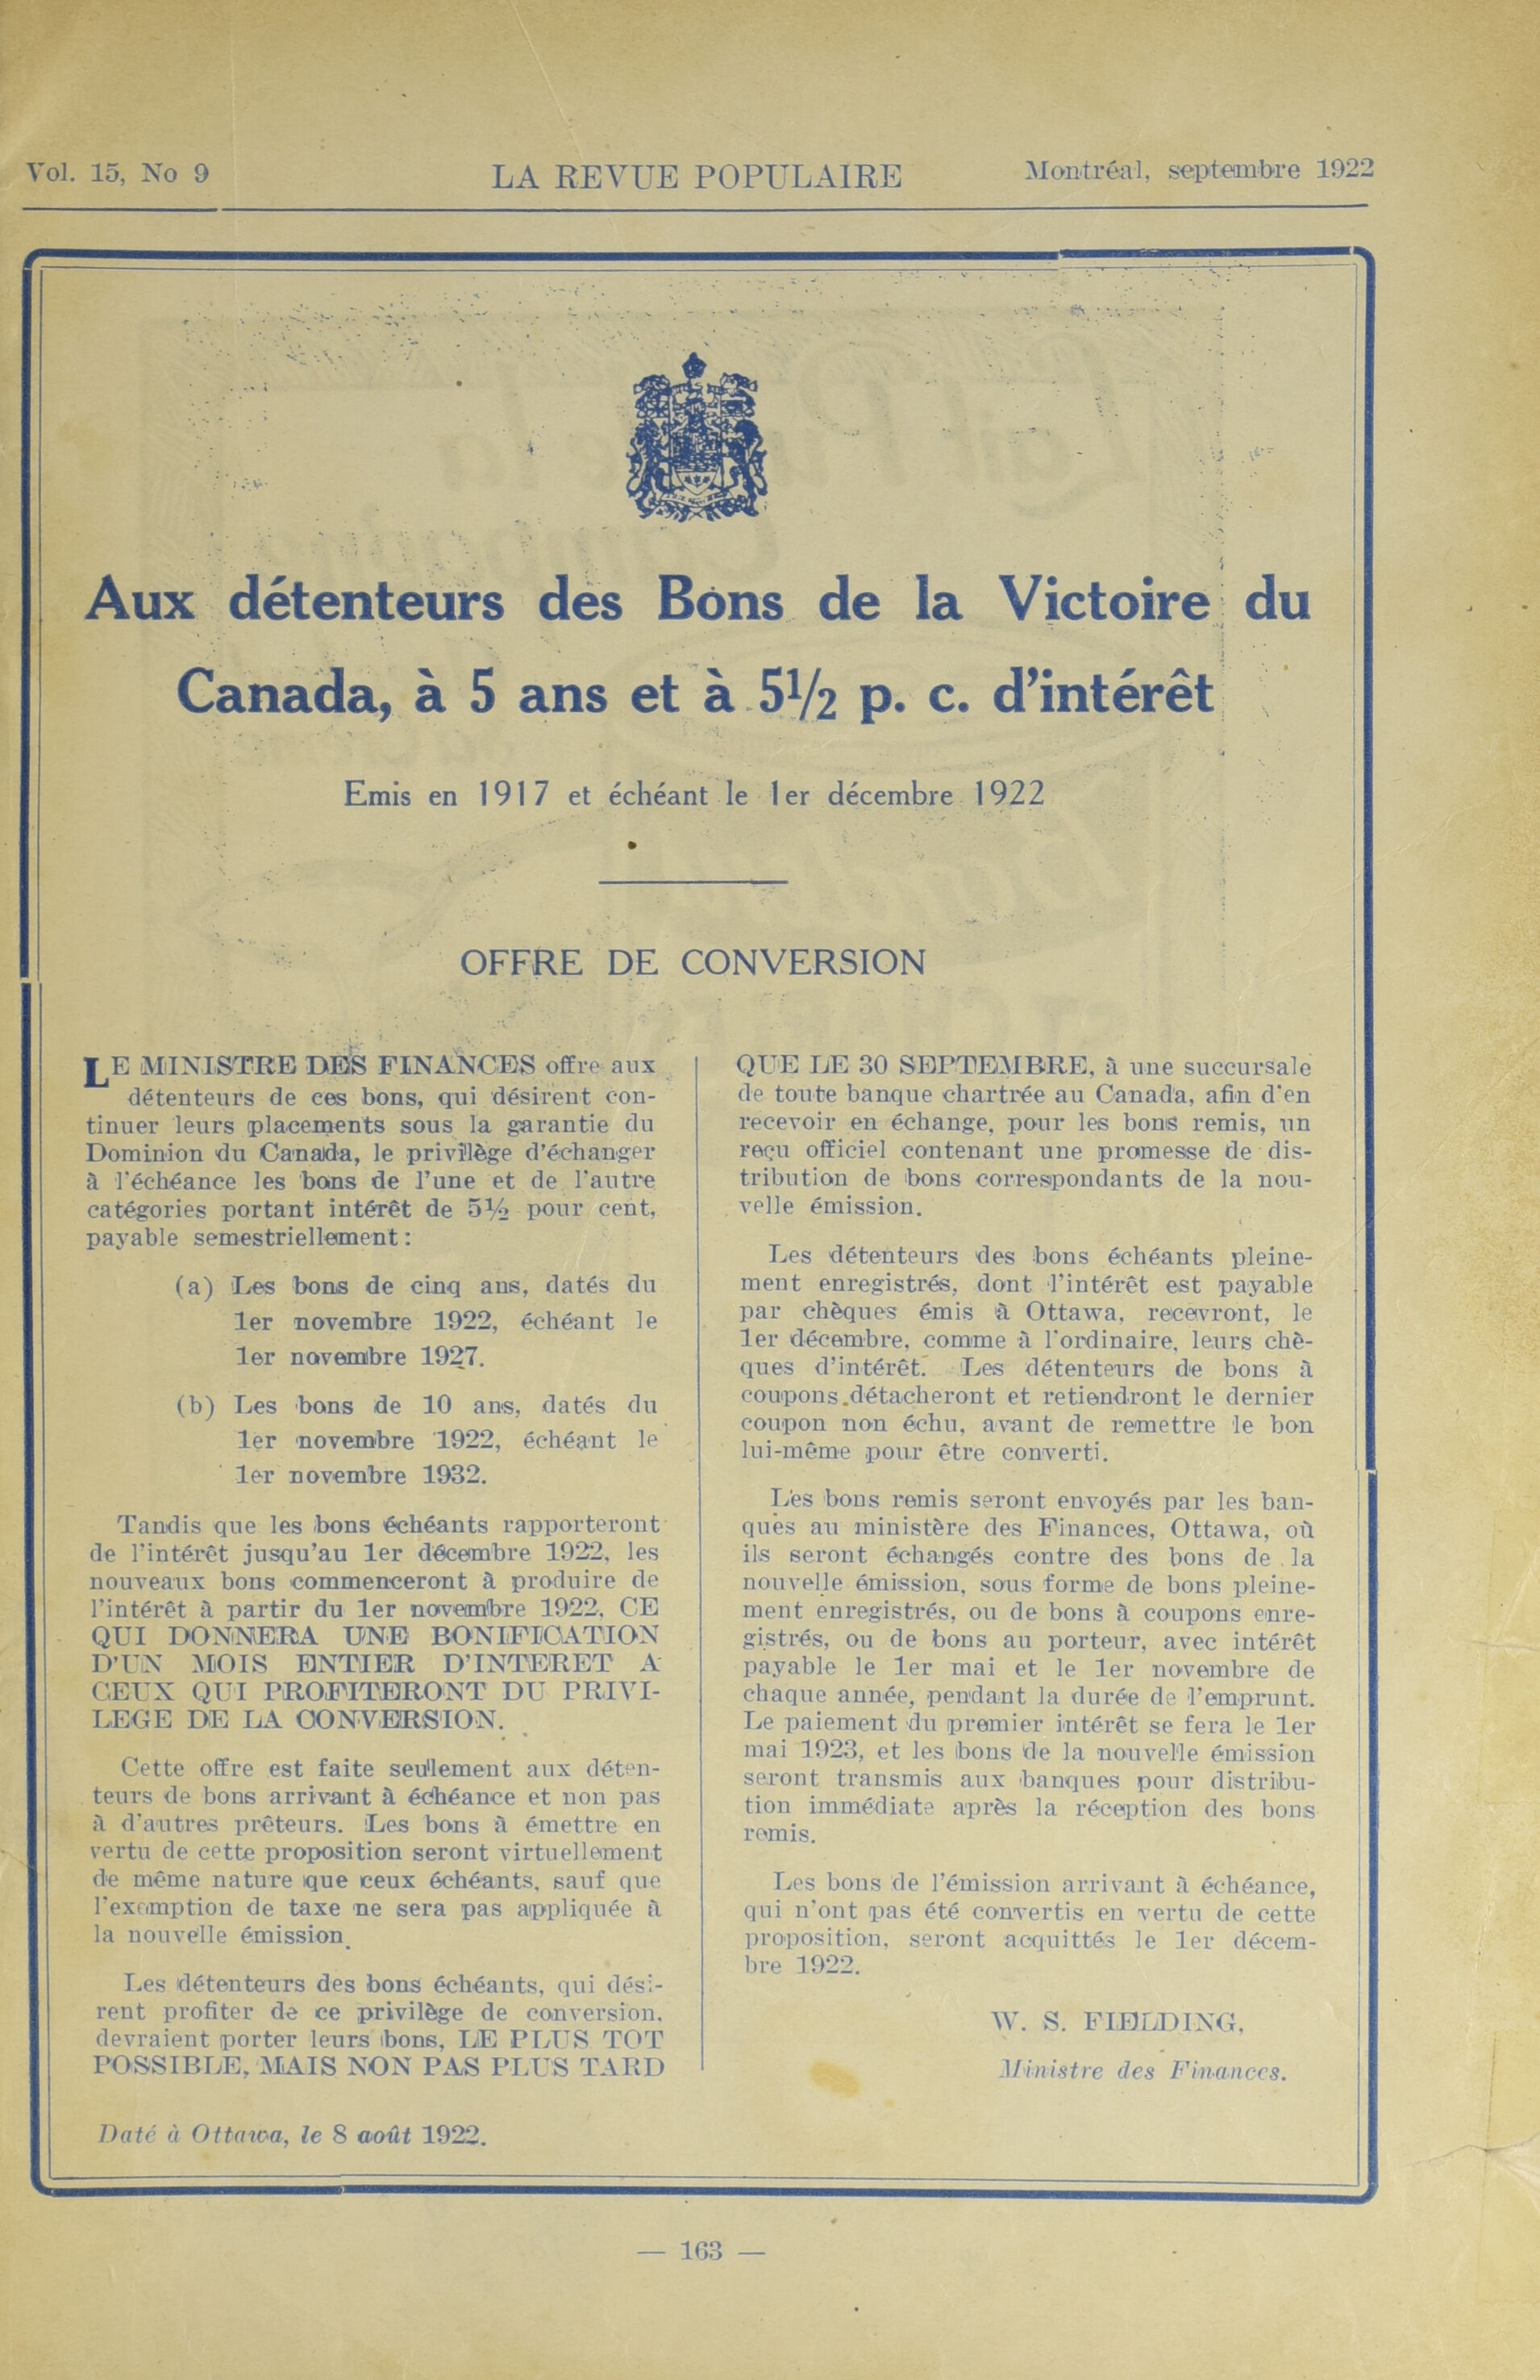 Vol. 15, No 9
LA REVUE POPULAIRE
Montréal, septembre 1922
Aux détenteurs des Bons de la Victoire du
Canada, à 5 ans et à 5½ p. c. d'intérêt
Emis en 1917 et échéant le 1er décembre 1922
OFFRE DE CONVERSION
LE MINISTRE DES FINANCES offre aux
détenteurs de ces bons, qui désirent con-
tinuer leurs placements sous la garantie du
Dominion du Canada, le privilège d'échanger
à l'échéance les bons de l'une et de l'autre
catégories portant intérêt de 5½ pour cent,
payable semestriellement :
(a) Les bons de cinq ans, datés du
1er novembre 1922, échéant le
1er novembre 1927.
(b) Les bons de 10 ans, datés du
1er novembre 1922, échéant le
1er novembre 1932.
Tandis que les bons échéants rapporteront
de l'intérêt jusqu'au 1er décembre 1922, les
nouveaux bons commenceront à produire de
l'intérêt à partir du 1er novembre 1922, CE
QUI DONNERA UNE BONIFICATION
D'UN MOIS ENTIER D'INTERET A
CEUX QUI PROFITERONT DU PRIVI-
LEGE DE LA CONVERSION.
Cette offre est faite seulement aux déten-
teurs de bons arrivant à échéance et non pas
à d'autres prêteurs. Les bons à émettre en
vertu de cette proposition seront virtuellement
de même nature que ceux échéants, sauf que
l'exemption de taxe ne sera pas appliquée à
la nouvelle émission.
Les détenteurs des bons échéants, qui dési-
rent profiter de ce privilège de conversion,
devraient porter leurs bons, LE PLUS TOT
POSSIBLE, MAIS NON PAS PLUS TARD
QUE LE 30 SEPTEMBRE, à une succursale
de toute banque chartrée au Canada, afin d'en
recevoir en échange, pour les bons remis, un
reçu officiel contenant une promesse de dis-
tribution de bons correspondants de la nou-
velle émission.
Les détenteurs des bons échéants pleine-
ment enregistrés, dont l'intérêt est payable
par chèques émis à Ottawa, recevront, le
1er décembre, comme à l'ordinaire, leurs chè-
ques d'intérêt. Les détenteurs de bons à
coupons détacheront et retiendront le dernier
coupon non échu, avant de remettre le bon
lui-même pour être converti.
Les bons remis seront envoyés par les ban-
ques au ministère des Finances, Ottawa, où
ils seront échangés contre des bons de la
nouvelle émission, sous forme de bons pleine-
ment enregistrés, ou de bons à coupons enre-
gistrés, ou de bons au porteur, avec intérêt
payable le 1er mai et le 1er novembre de
chaque année, pendant la durée de l'emprunt.
Le paiement du premier intérêt se fera le 1er
mai 1923, et les bons de la nouvelle émission
seront transmis aux banques pour distribu-
tion immédiate après la réception des bons
remis.
Les bons de l'émission arrivant à échéance,
qui n'ont pas été convertis en vertu de cette
proposition, seront acquittés le 1er décem-
bre 1922.
W. S. FIELDING,
Ministre des Finances.
Daté à Ottawa, le 8 août 1922.
— 163 —